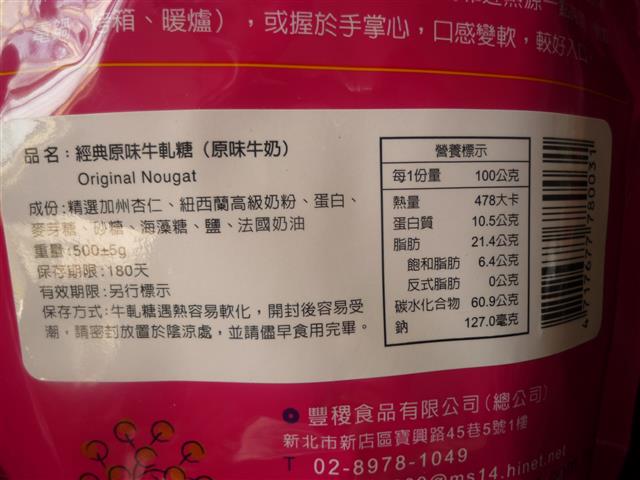 烤箱、暖爐），或握於手掌心，口感變軟，較好入口
品名：經典原味牛軋糖（原味牛奶）
Original Nougat
成份：精選加州杏仁、紐西蘭高級奶粉、蛋白、
麥芽糖、砂糖、海藻糖、鹽、法國奶油
重量：500±5g
保存期限：180天
有效期限：另行標示
保存方式：牛軋糖遇熱容易軟化，開封後容易受
潮，請密封放置於陰涼處，並請儘早食用完畢。
營養標示
每1份量 100公克
熱量 478大卡
蛋白質 10.5公克
脂肪 21.4公克
飽和脂肪 6.4公克
反式脂肪 0公克
碳水化合物 60.9公克
鈉 127.0毫克
4717677780031
豐稷食品有限公司（總公司）
新北市新店區寶興路45巷5號1樓
T 02-8978-1049
@ms14.hinet.net